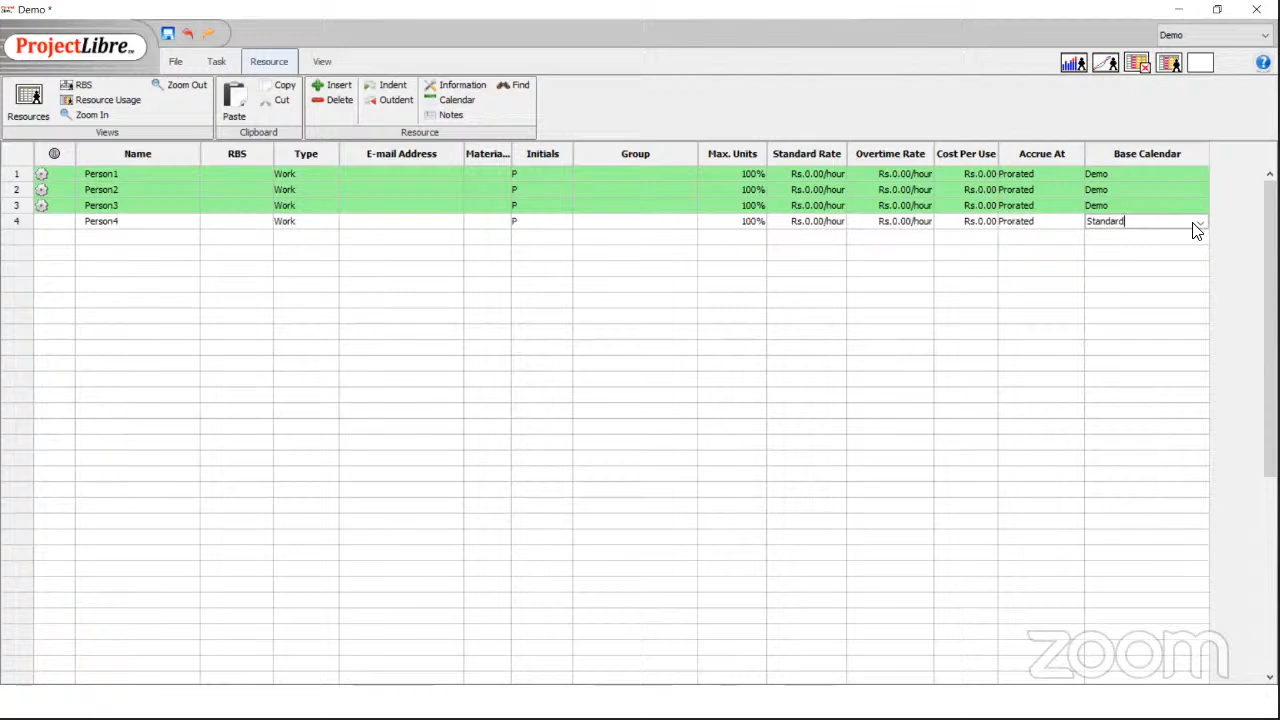 Demo *
ProjectLibre
Demo
File Task Resource View
Resources
RBS
Resource Usage
Zoom In
Zoom Out
Views
Paste
Copy
Cut
Clipboard
Insert
Delete
Indent
Outdent
Information
Calendar
Notes
Find
Resource
Name RBS Type E-mail Address Materia... Initials Group Max. Units Standard Rate Overtime Rate Cost Per Use Accrue At Base Calendar
1 Person1 Work P 100% Rs.0.00/hour Rs.0.00/hour Rs.0.00 Prorated Demo
2 Person2 Work P 100% Rs.0.00/hour Rs.0.00/hour Rs.0.00 Prorated Demo
3 Person3 Work P 100% Rs.0.00/hour Rs.0.00/hour Rs.0.00 Prorated Demo
4 Person4 Work P 100% Rs.0.00/hour Rs.0.00/hour Rs.0.00 Prorated Standard
zoom